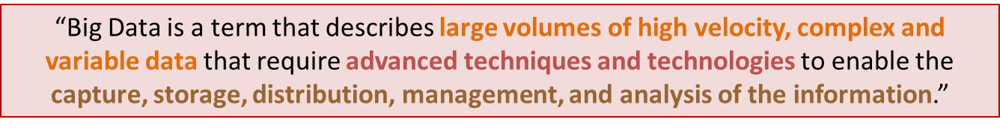 “Big Data is a term that describes large volumes of high velocity, complex and
variable data that require advanced techniques and technologies to enable the
capture, storage, distribution, management, and analysis of the information.”